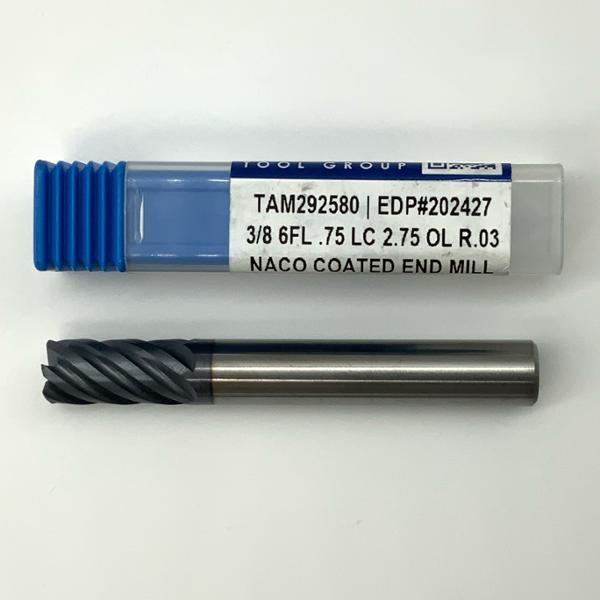 TOOL GROUP
TAM292580 | EDP#202427
3/8 6FL .75 LC 2.75 OL R.03
NACO COATED END MILL